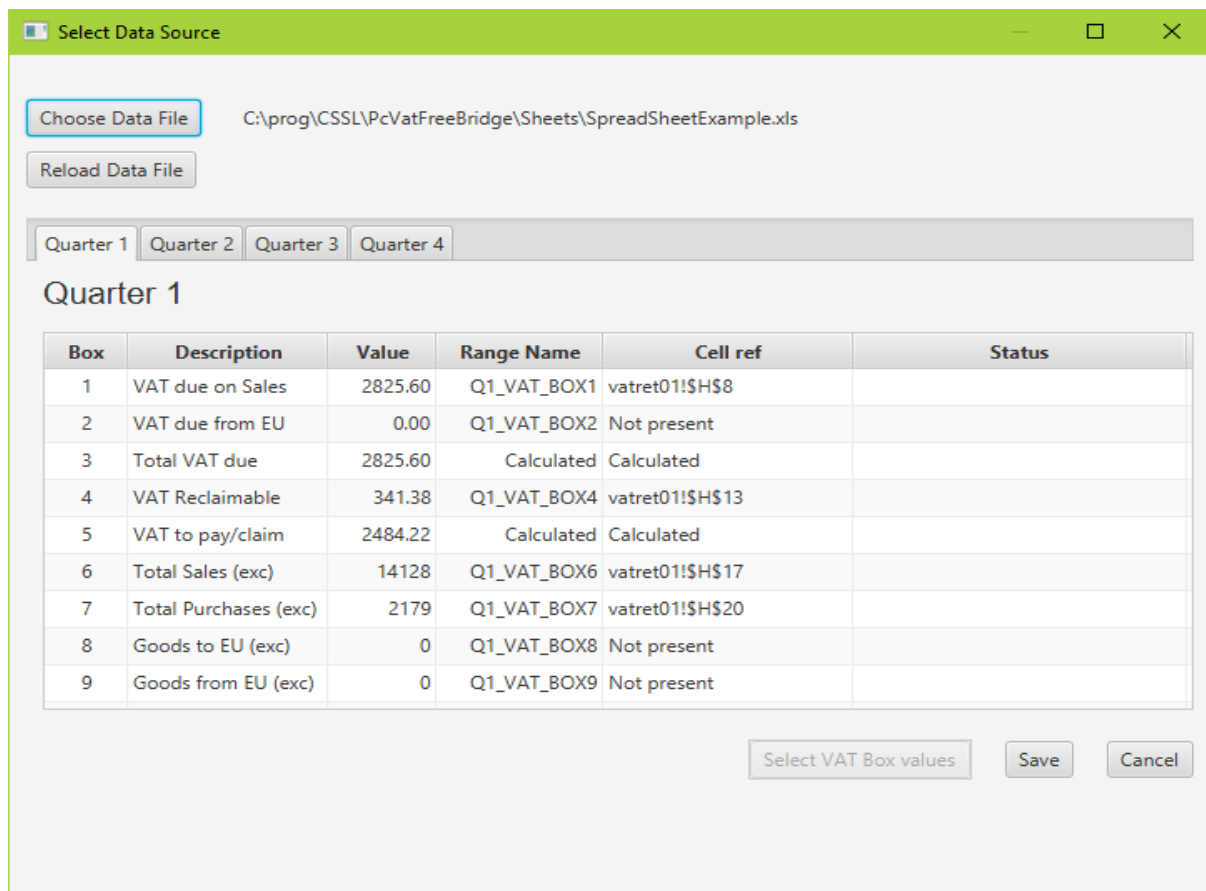 Select Data Source
Choose Data File C:\prog\CSSL\PcVatFreeBridge\Sheets\SpreadSheetExample.xls
Reload Data File
Quarter 1 Quarter 2 Quarter 3 Quarter 4
Quarter 1
Box Description Value Range Name Cell ref Status
1 VAT due on Sales 2825.60 Q1_VAT_BOX1 vatret01!$H$8
2 VAT due from EU 0.00 Q1_VAT_BOX2 Not present
3 Total VAT due 2825.60 Calculated Calculated
4 VAT Reclaimable 341.38 Q1_VAT_BOX4 vatret01!$H$13
5 VAT to pay/claim 2484.22 Calculated Calculated
6 Total Sales (exc) 14128 Q1_VAT_BOX6 vatret01!$H$17
7 Total Purchases (exc) 2179 Q1_VAT_BOX7 vatret01!$H$20
8 Goods to EU (exc) 0 Q1_VAT_BOX8 Not present
9 Goods from EU (exc) 0 Q1_VAT_BOX9 Not present
Select VAT Box values Save Cancel